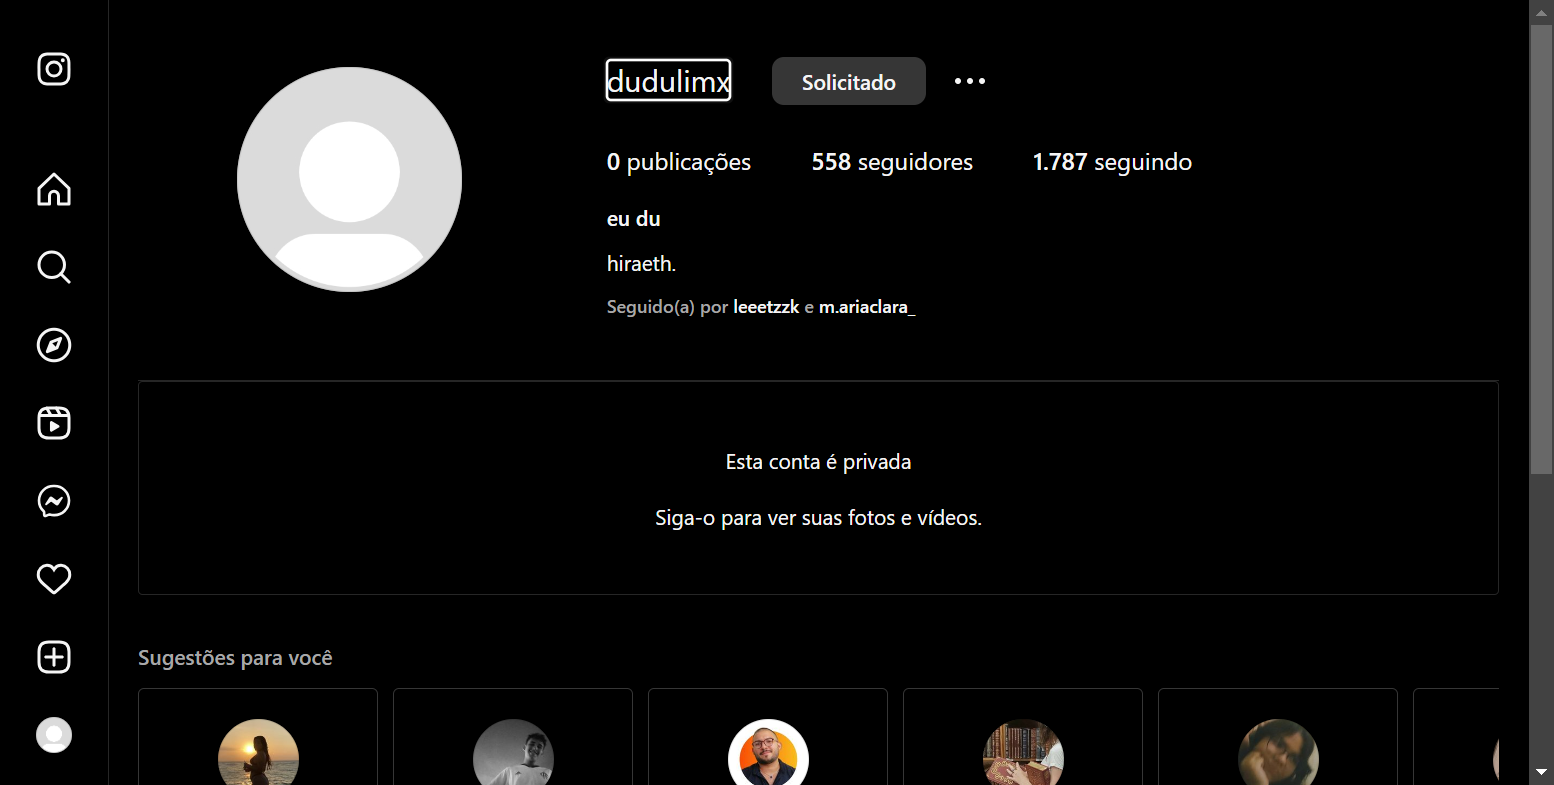 dudulimx Solicitado
0 publicações 558 seguidores 1.787 seguindo
eu du
hiraeth.
Seguido(a) por leeetzzk e m.ariaclara_
Esta conta é privada
Siga-o para ver suas fotos e vídeos.
Sugestões para você